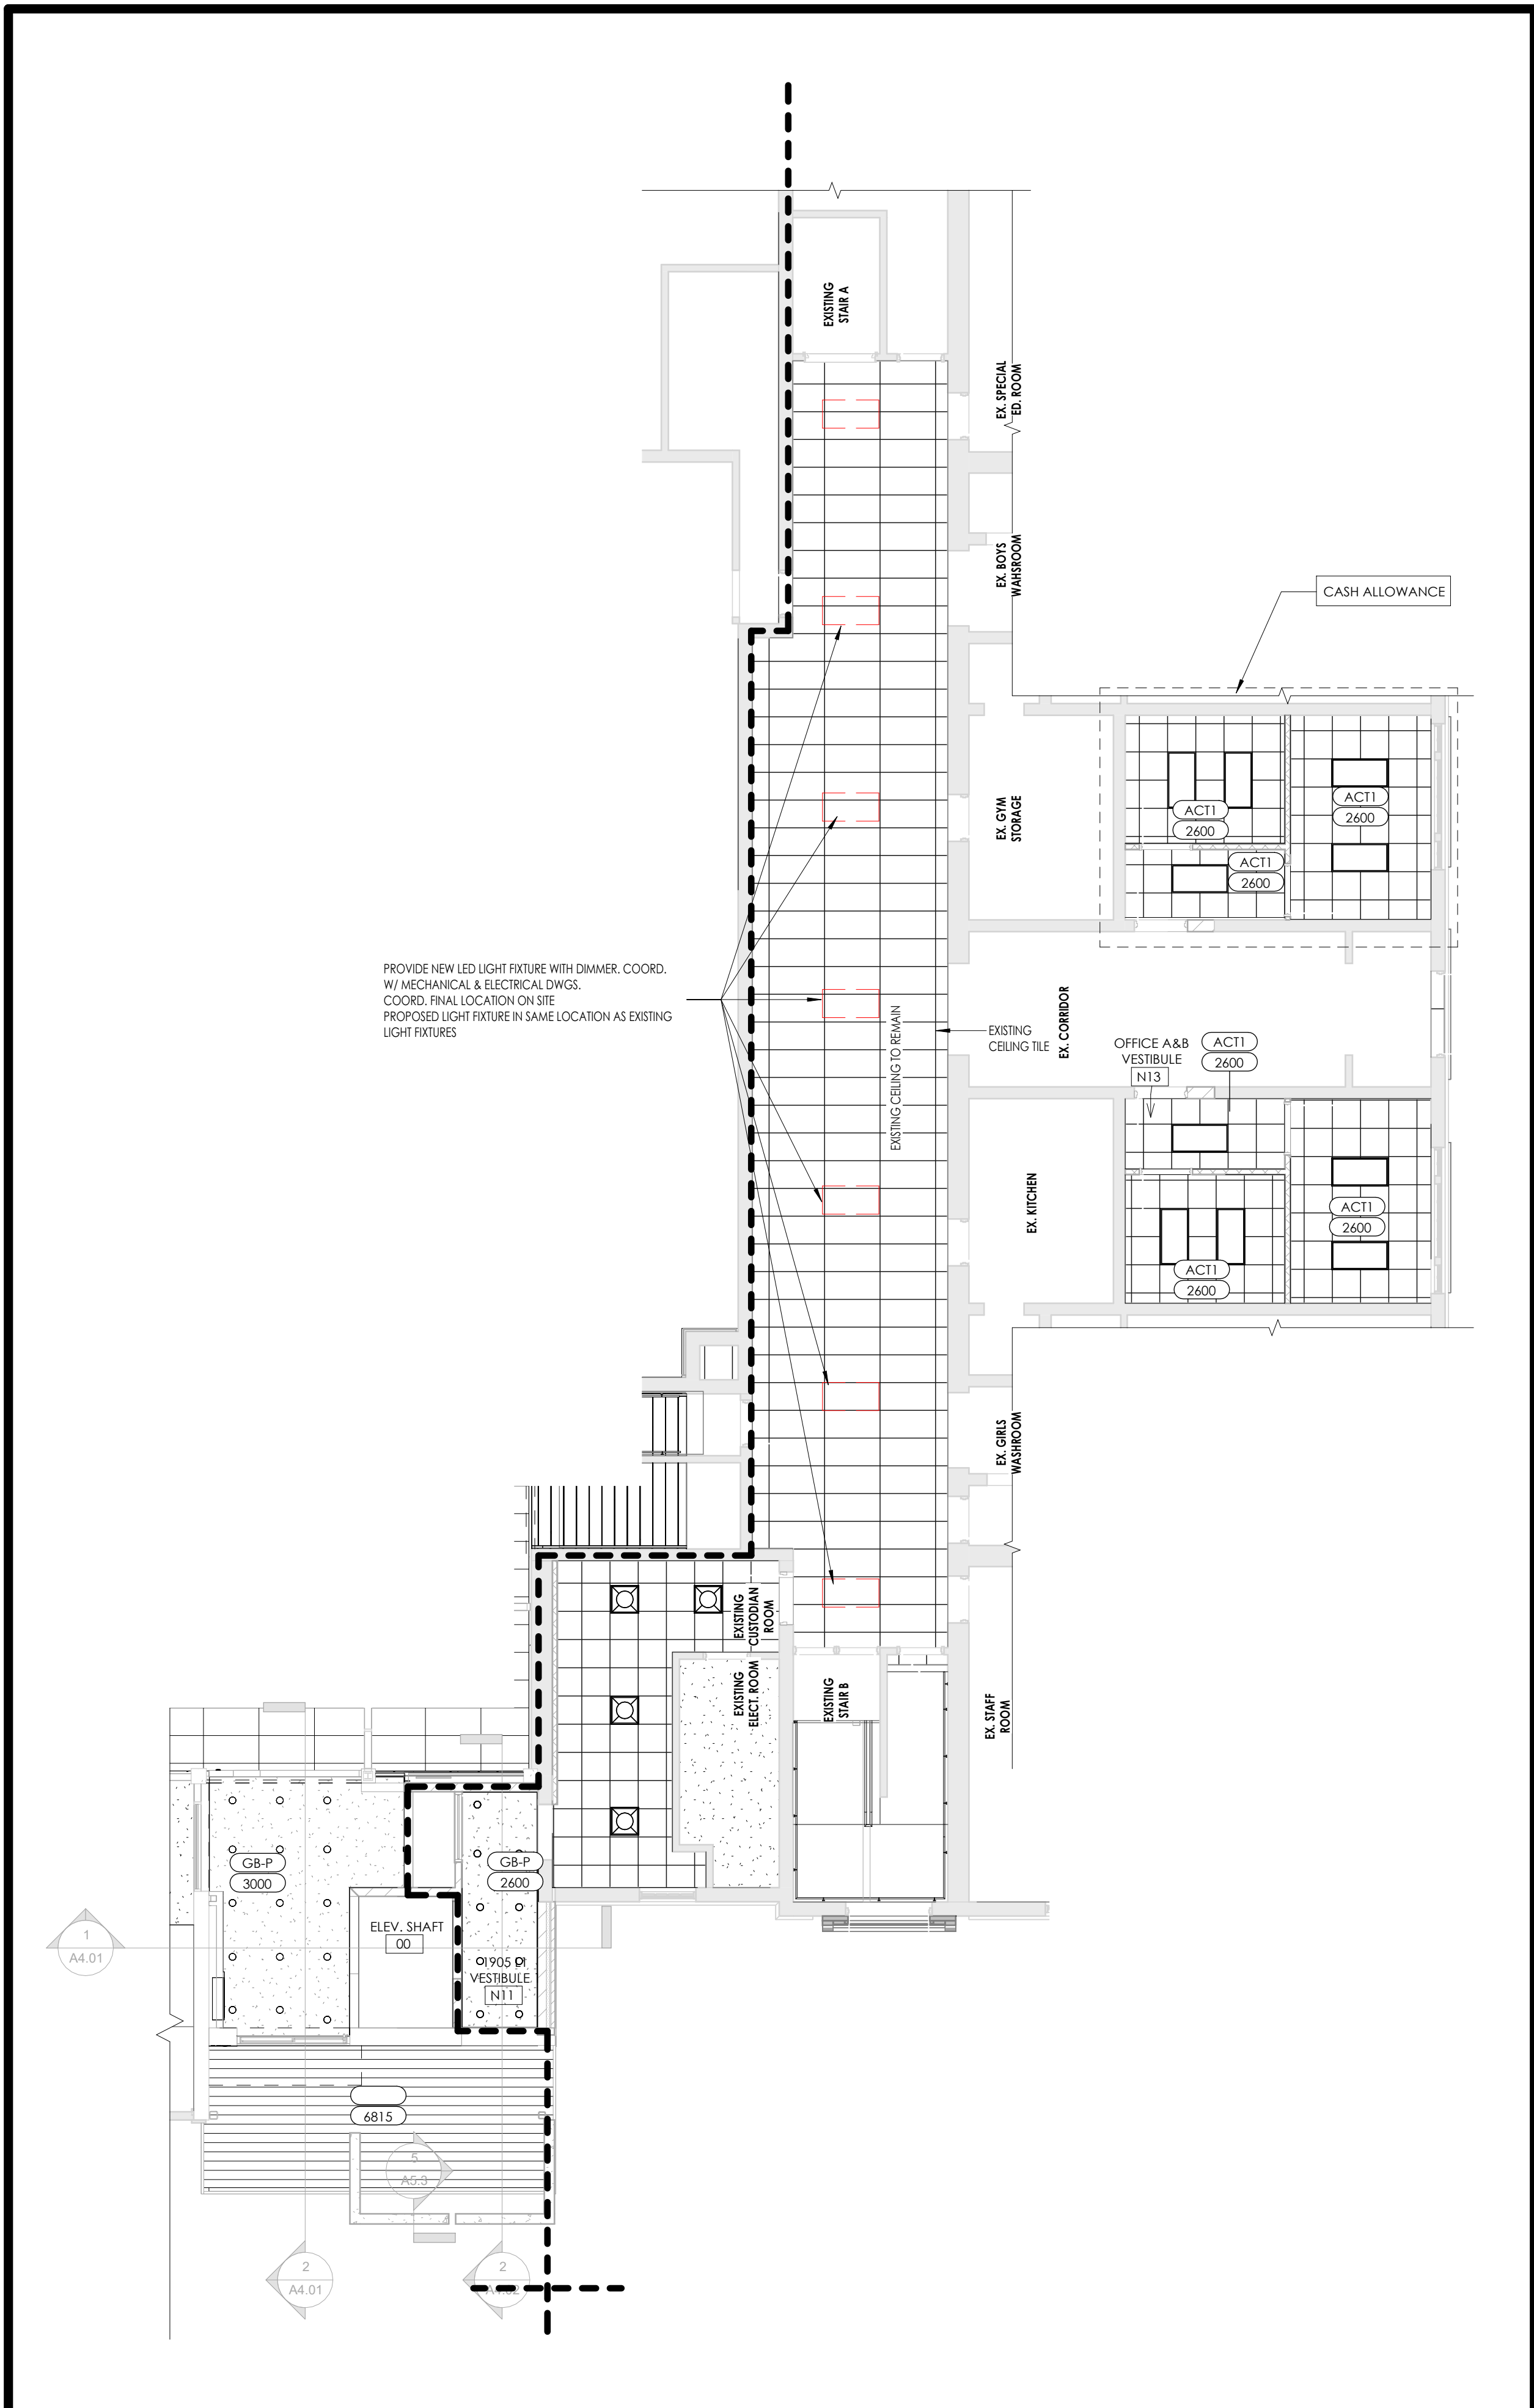 EXISTING
STAIR A
EX. SPECIAL
ED. ROOM
EX. BOYS
WAHSROOM
CASH ALLOWANCE
EX. GYM
STORAGE
ACT1
2600
ACT1
2600
ACT1
2600
PROVIDE NEW LED LIGHT FIXTURE WITH DIMMER. COORD.
W/ MECHANICAL & ELECTRICAL DWGS.
COORD. FINAL LOCATION ON SITE
PROPOSED LIGHT FIXTURE IN SAME LOCATION AS EXISTING
LIGHT FIXTURES
EXISTING CEILING TO REMAIN
EXISTING
CEILING TILE
EX. CORRIDOR
OFFICE A&B
VESTIBULE
N13
ACT1
2600
EX. KITCHEN
ACT1
2600
ACT1
2600
EX. GIRLS
WASHROOM
EXISTING
CUSTODIAN
ROOM
EXISTING
ELECT. ROOM
EXISTING
STAIR B
EX. STAFF
ROOM
GB-P
3000
GB-P
2600
ELEV. SHAFT
00
1905
VESTIBULE
N11
1
A4.01
6815
5
A5.3
2
A4.01
2